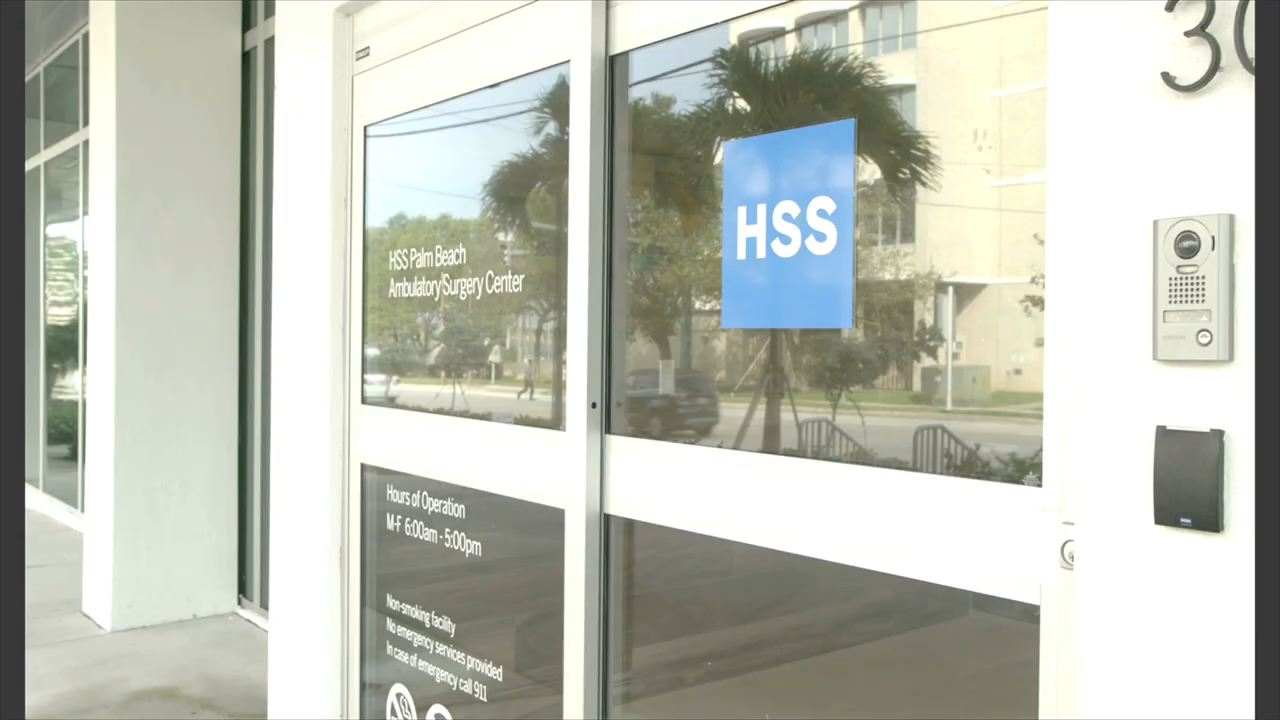 30
HSS
HSS Palm Beach
Ambulatory Surgery Center
Hours of Operation
M-F 6:00am - 5:00pm
Non-smoking facility
No emergency services provided
In case of emergency call 911